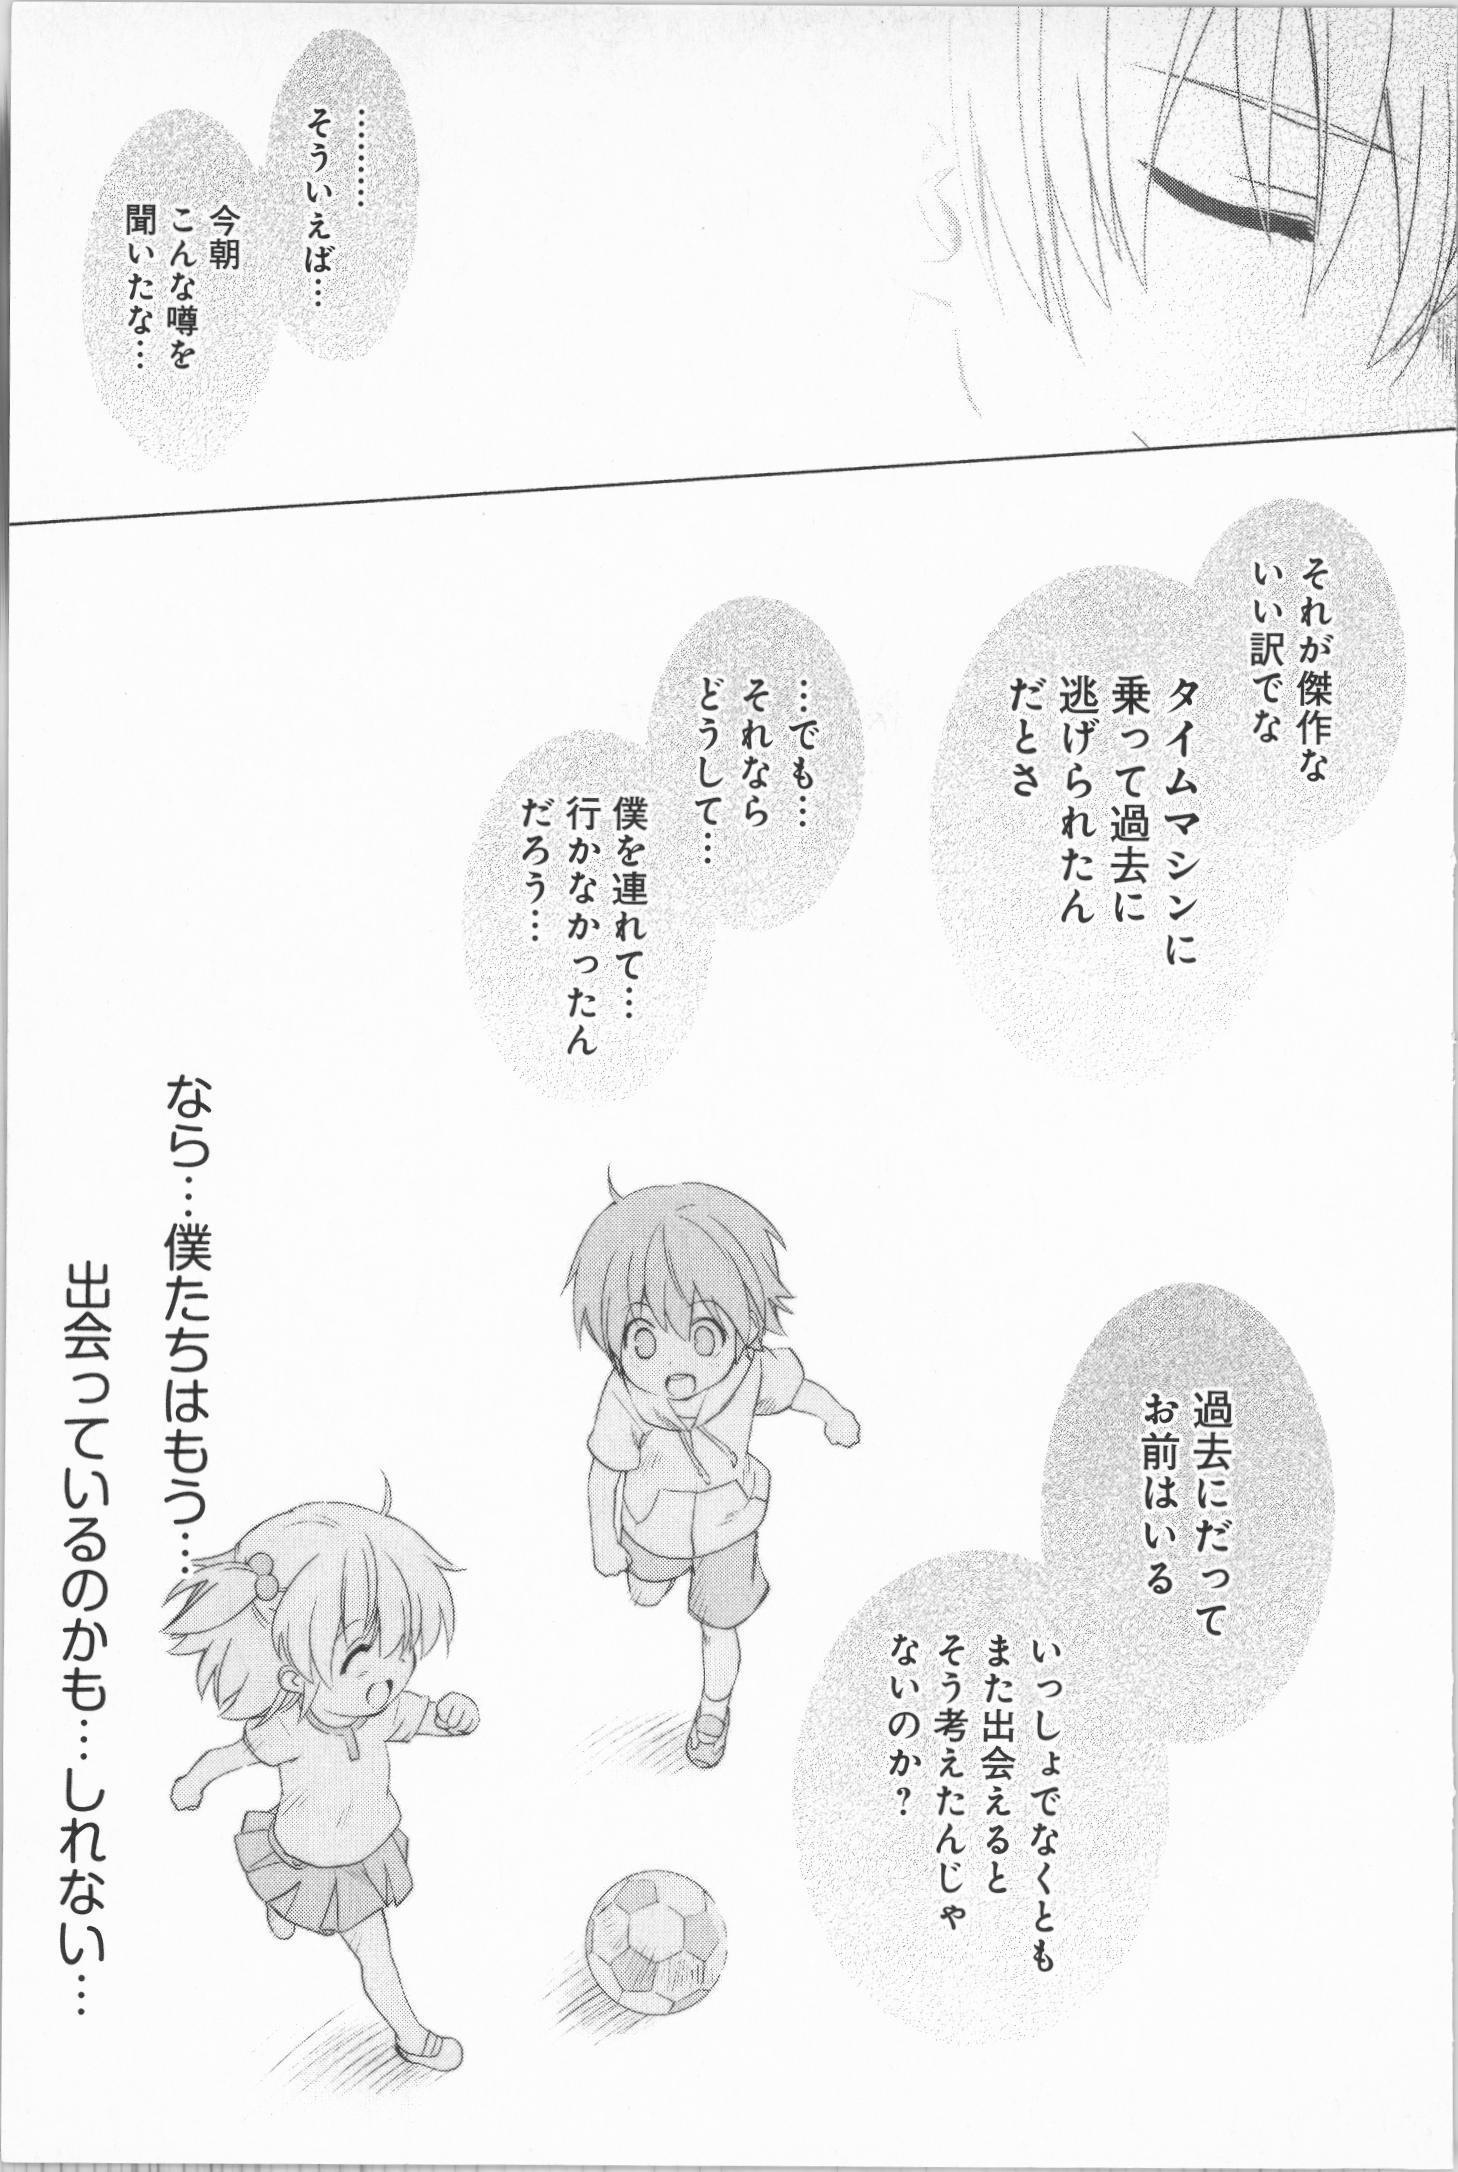 ………
そういえば…
今朝
こんな噂を
聞いたな…
それが傑作な
いい訳でな
タイムマシンに
乗って過去に
逃げられたん
だとさ
…でも…
それなら
どうして…
僕を連れて…
行かなかったん
だろう…
過去にだって
お前はいる
いっしょでなくとも
また出会えると
そう考えたんじゃ
ないのか?
なら…僕たちはもう…
出会っているのかも…しれない…